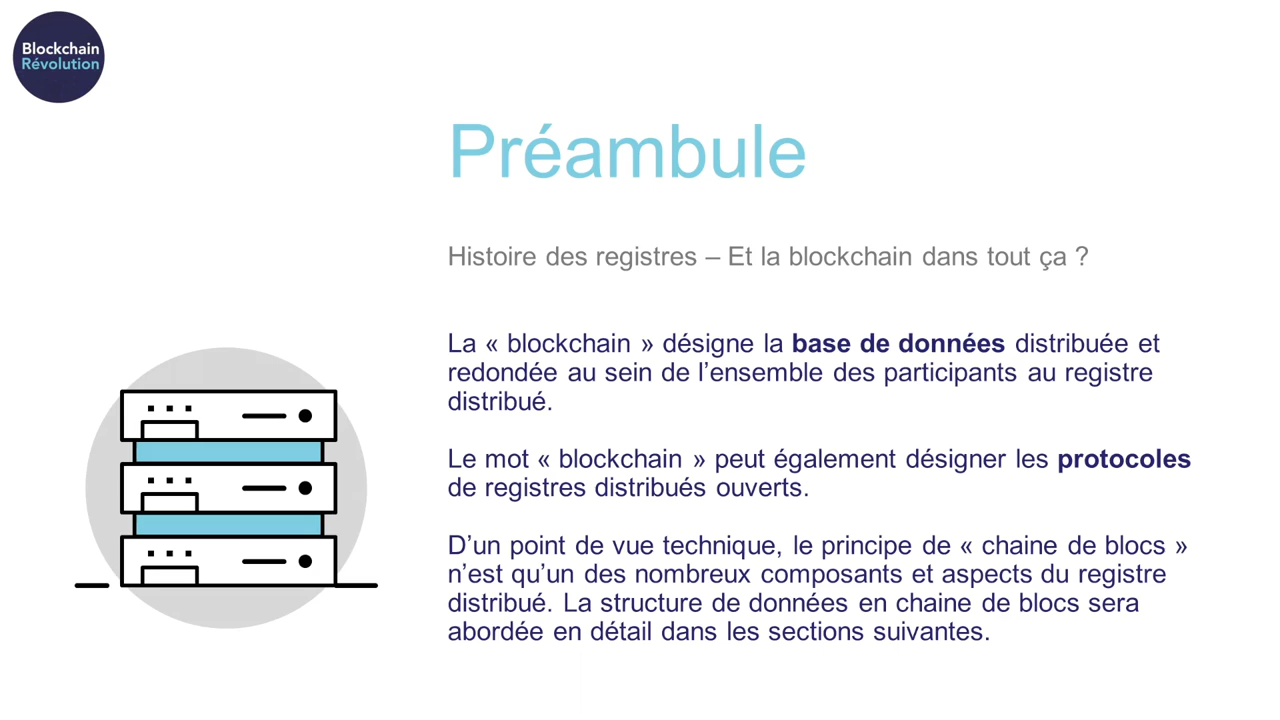 Blockchain
Révolution
Préambule
Histoire des registres – Et la blockchain dans tout ça ?
La « blockchain » désigne la base de données distribuée et
redondée au sein de l’ensemble des participants au registre
distribué.
Le mot « blockchain » peut également désigner les protocoles
de registres distribués ouverts.
D’un point de vue technique, le principe de « chaine de blocs »
n’est qu’un des nombreux composants et aspects du registre
distribué. La structure de données en chaine de blocs sera
abordée en détail dans les sections suivantes.